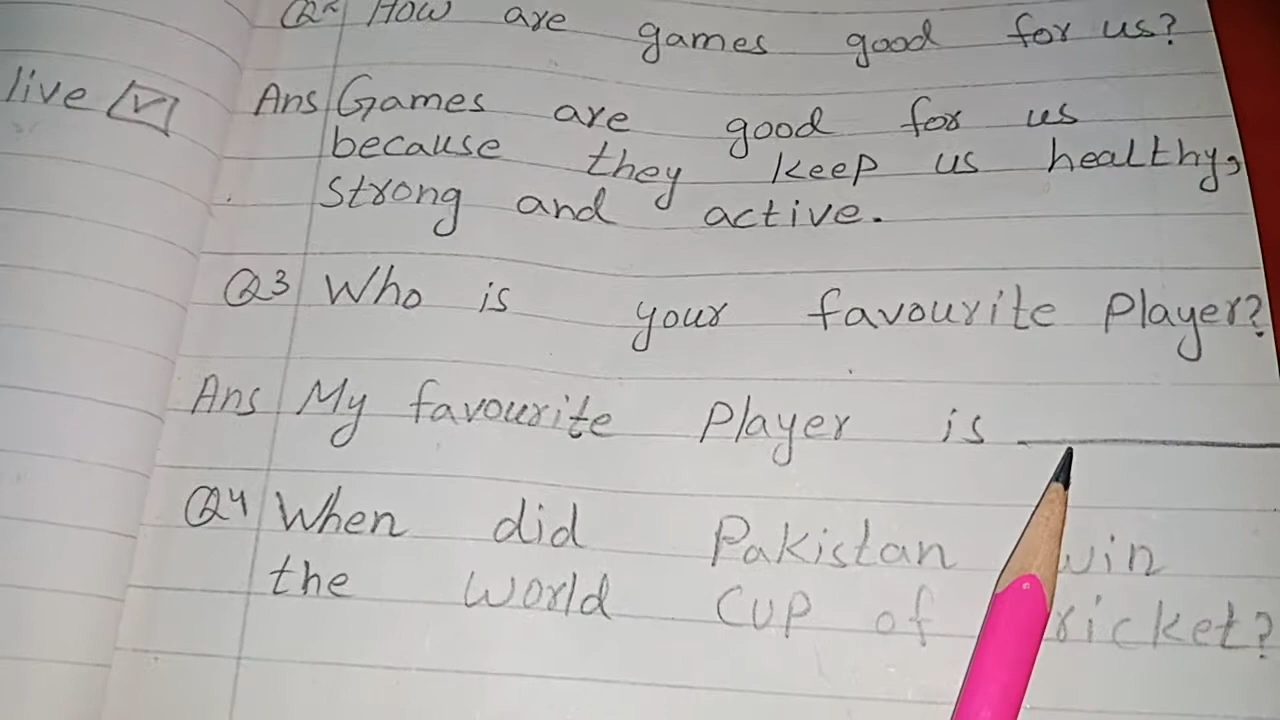 Q2 How are games good for us?
live
Ans Games are good for us
because they keep us healthy,
strong and active.
Q3 Who is your favourite Player?
Ans My favourite Player is
Q4 When did Pakistan win
the World Cup of Cricket?